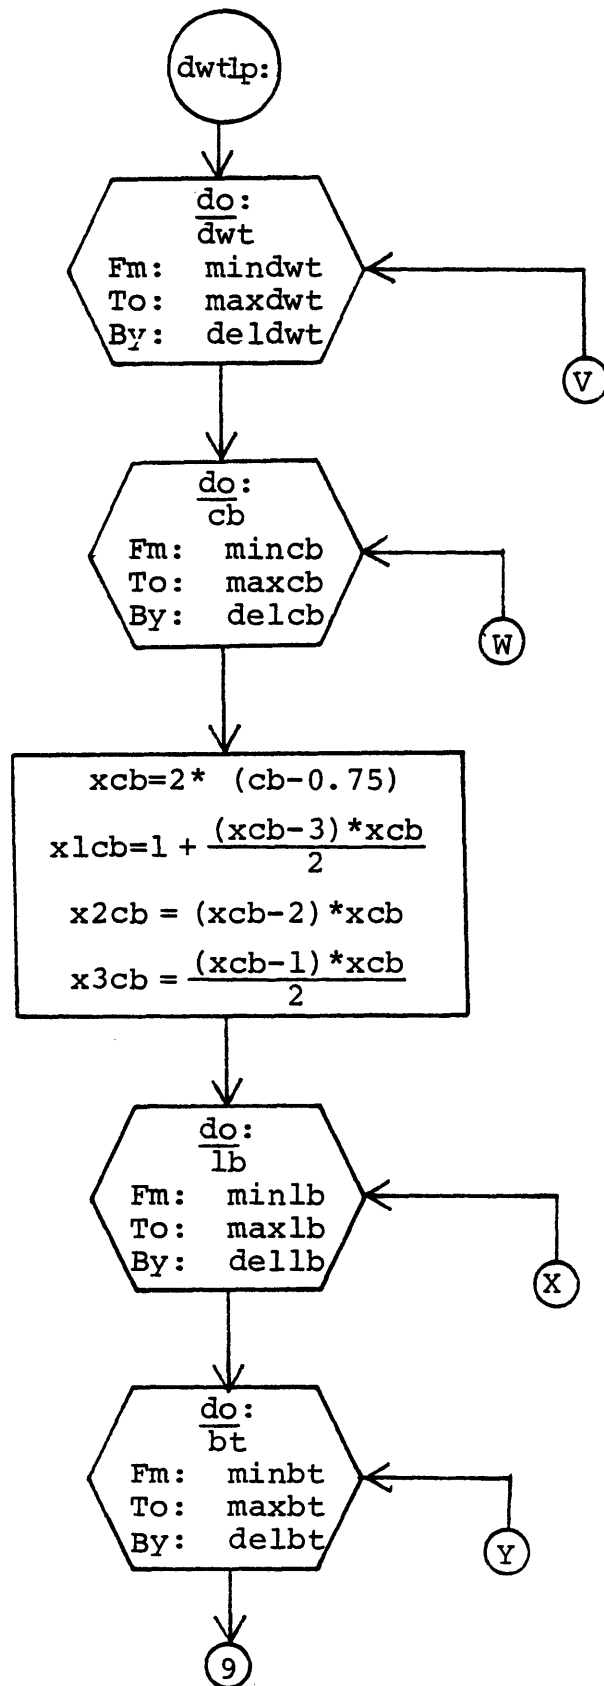 dwtlp:
do:
dwt
Fm: mindwt
To: maxdwt
By: deldwt
V
do:
cb
Fm: mincb
To: maxcb
By: delcb
W
xcb=2* (cb-0.75)
x1cb=1 + (xcb-3)*xcb
2
x2cb = (xcb-2)*xcb
x3cb = (xcb-1)*xcb
2
do:
lb
Fm: minlb
To: maxlb
By: dellb
X
do:
bt
Fm: minbt
To: maxbt
By: delbt
Y
9